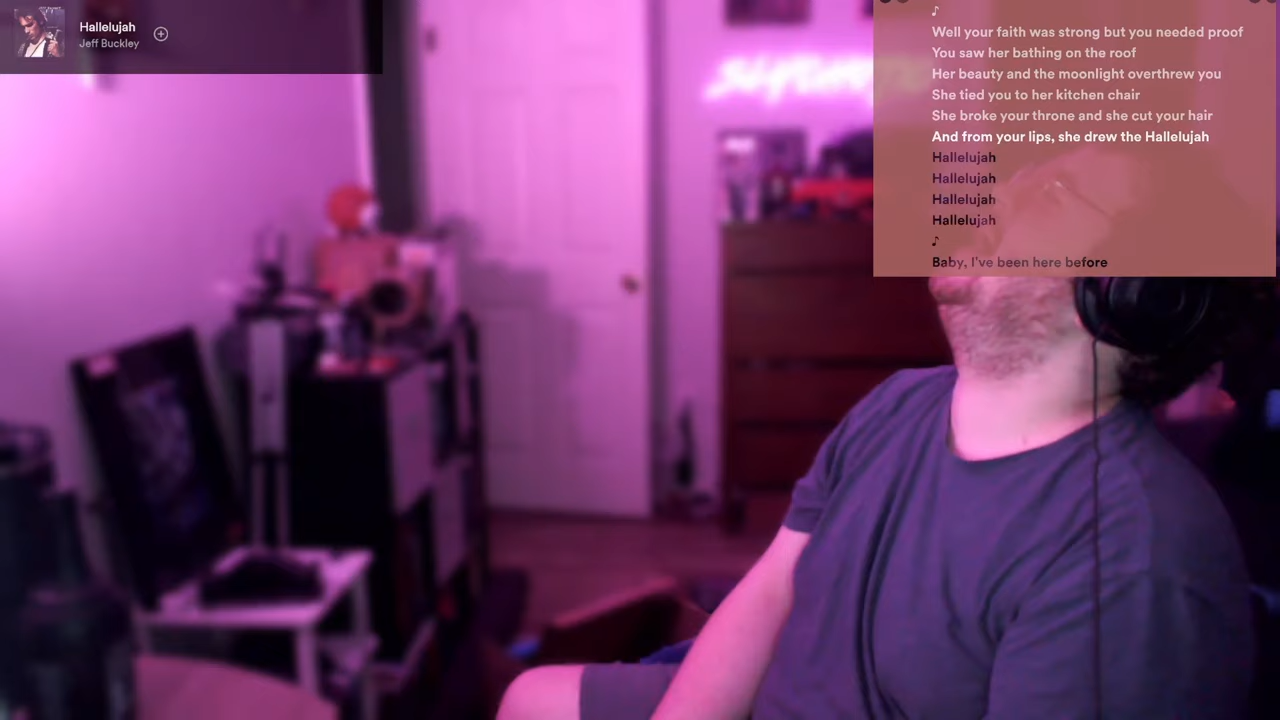 Hallelujah
Jeff Buckley
♪
Well your faith was strong but you needed proof
You saw her bathing on the roof
Her beauty and the moonlight overthrew you
She tied you to her kitchen chair
She broke your throne and she cut your hair
And from your lips, she drew the Hallelujah
Hallelujah
Hallelujah
Hallelujah
Hallelujah
♪
Baby, I've been here before